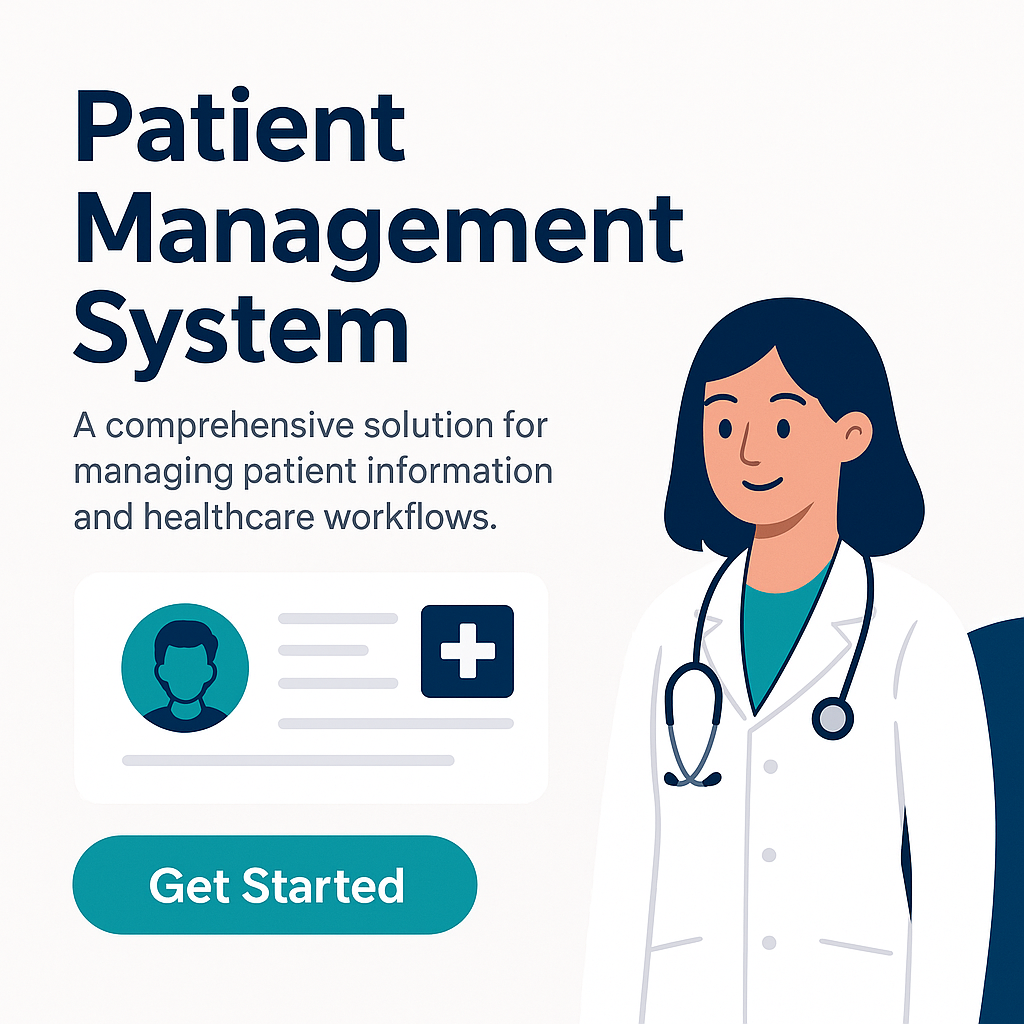 Patient
Management
System
A comprehensive solution for
managing patient information
and healthcare workflows.
Get Started